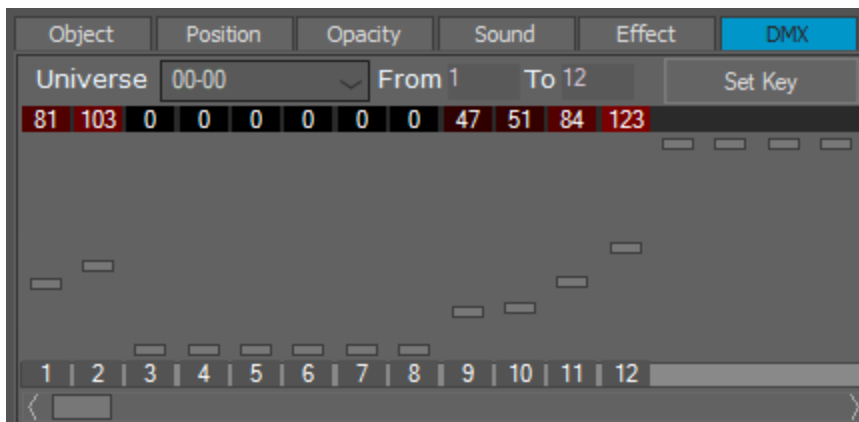 Object Position Opacity Sound Effect DMX
Universe 00-00 From 1 To 12 Set Key
81 103 0 0 0 0 0 0 47 51 84 123
1 2 3 4 5 6 7 8 9 10 11 12